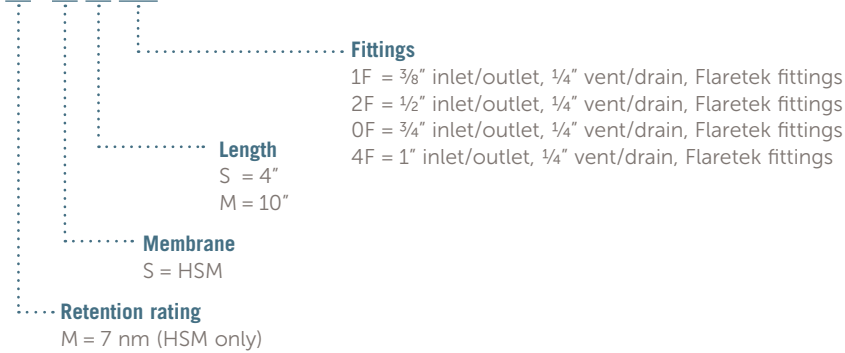 Fittings
1F = ⅜″ inlet/outlet, ¼″ vent/drain, Flaretek fittings
2F = ½″ inlet/outlet, ¼″ vent/drain, Flaretek fittings
0F = ¾″ inlet/outlet, ¼″ vent/drain, Flaretek fittings
4F = 1″ inlet/outlet, ¼″ vent/drain, Flaretek fittings
Length
S = 4″
M = 10″
Membrane
S = HSM
Retention rating
M = 7 nm (HSM only)